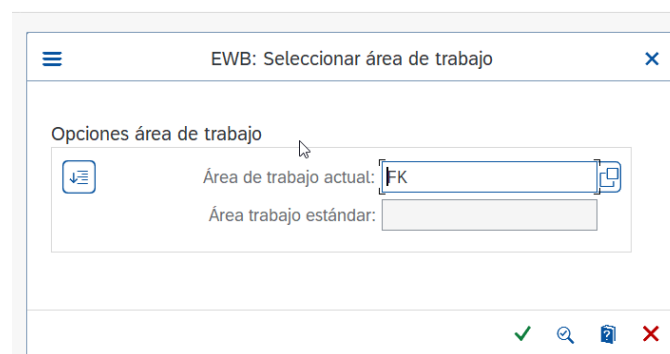 EWB: Seleccionar área de trabajo
Opciones área de trabajo
Área de trabajo actual: FK
Área trabajo estándar: